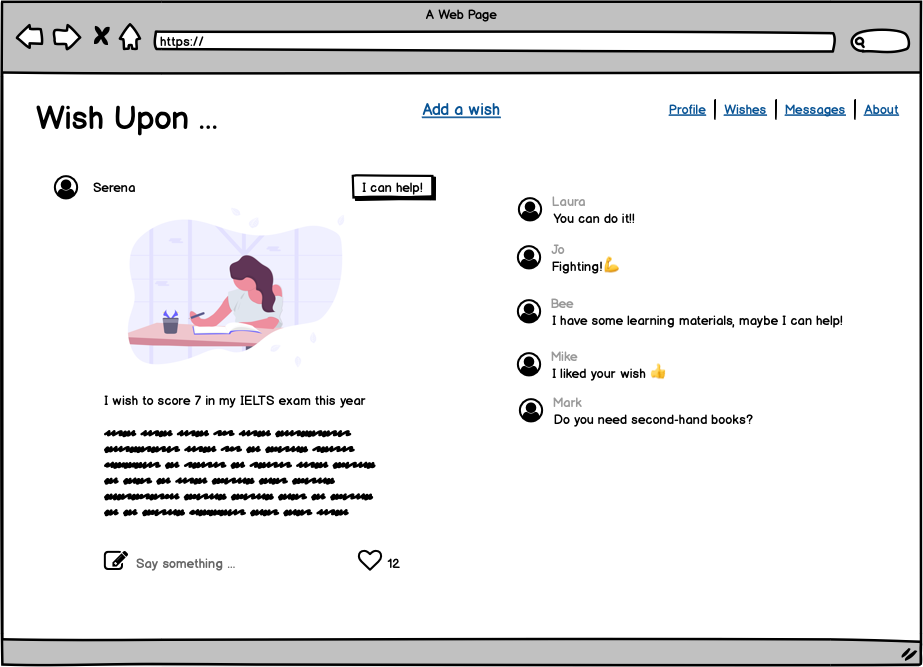 A Web Page
https://
Wish Upon ...
Add a wish
Profile
Wishes
Messages
About
Serena
I can help!
I wish to score 7 in my IELTS exam this year
Say something ...
12
Laura
You can do it!!
Jo
Fighting!💪
Bee
I have some learning materials, maybe I can help!
Mike
I liked your wish 👍
Mark
Do you need second-hand books?